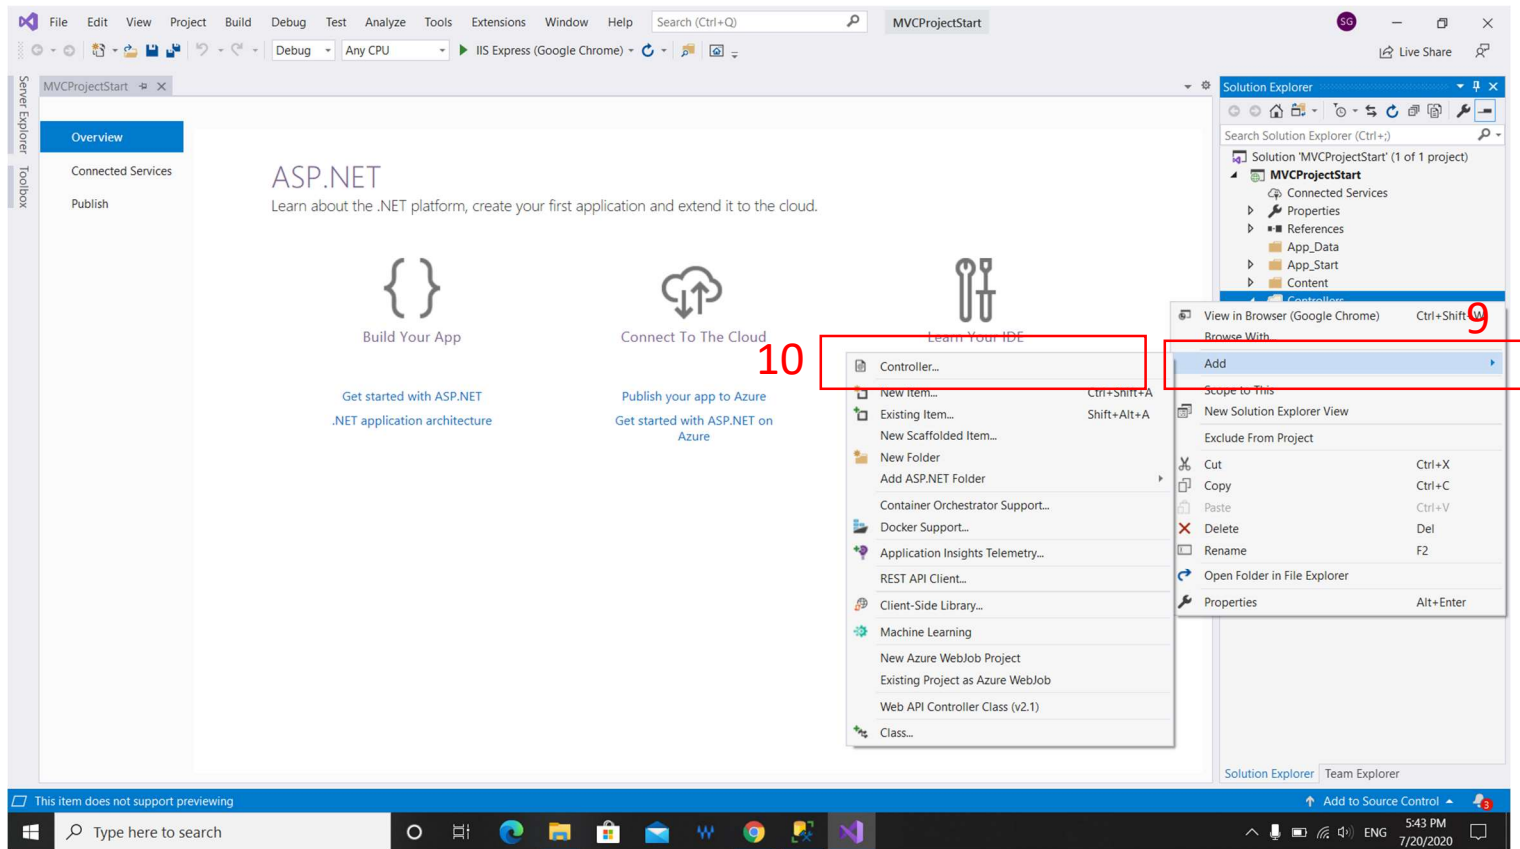 File Edit View Project Build Debug Test Analyze Tools Extensions Window Help Search (Ctrl+Q) MVCProjectStart SG
Debug Any CPU IIS Express (Google Chrome) Live Share
Server Explorer
Toolbox
MVCProjectStart
Overview
Connected Services
Publish
ASP.NET
Learn about the .NET platform, create your first application and extend it to the cloud.
Build Your App
Get started with ASP.NET
.NET application architecture
Connect To The Cloud
Publish your app to Azure
Get started with ASP.NET on
Azure
Learn Your IDE
Solution Explorer
Search Solution Explorer (Ctrl+;)
Solution 'MVCProjectStart' (1 of 1 project)
MVCProjectStart
Connected Services
Properties
References
App_Data
App_Start
Content
Controllers
9
View in Browser (Google Chrome) Ctrl+Shift+W
Browse With...
Add
Scope to This
New Solution Explorer View
Exclude From Project
Cut Ctrl+X
Copy Ctrl+C
Paste Ctrl+V
Delete Del
Rename F2
Open Folder in File Explorer
Properties Alt+Enter
10
Controller...
New Item... Ctrl+Shift+A
Existing Item... Shift+Alt+A
New Scaffolded Item...
New Folder
Add ASP.NET Folder
Container Orchestrator Support...
Docker Support...
Application Insights Telemetry...
REST API Client...
Client-Side Library...
Machine Learning
New Azure WebJob Project
Existing Project as Azure WebJob
Web API Controller Class (v2.1)
Class...
Solution Explorer Team Explorer
This item does not support previewing Add to Source Control 3
Type here to search ENG 5:43 PM
7/20/2020